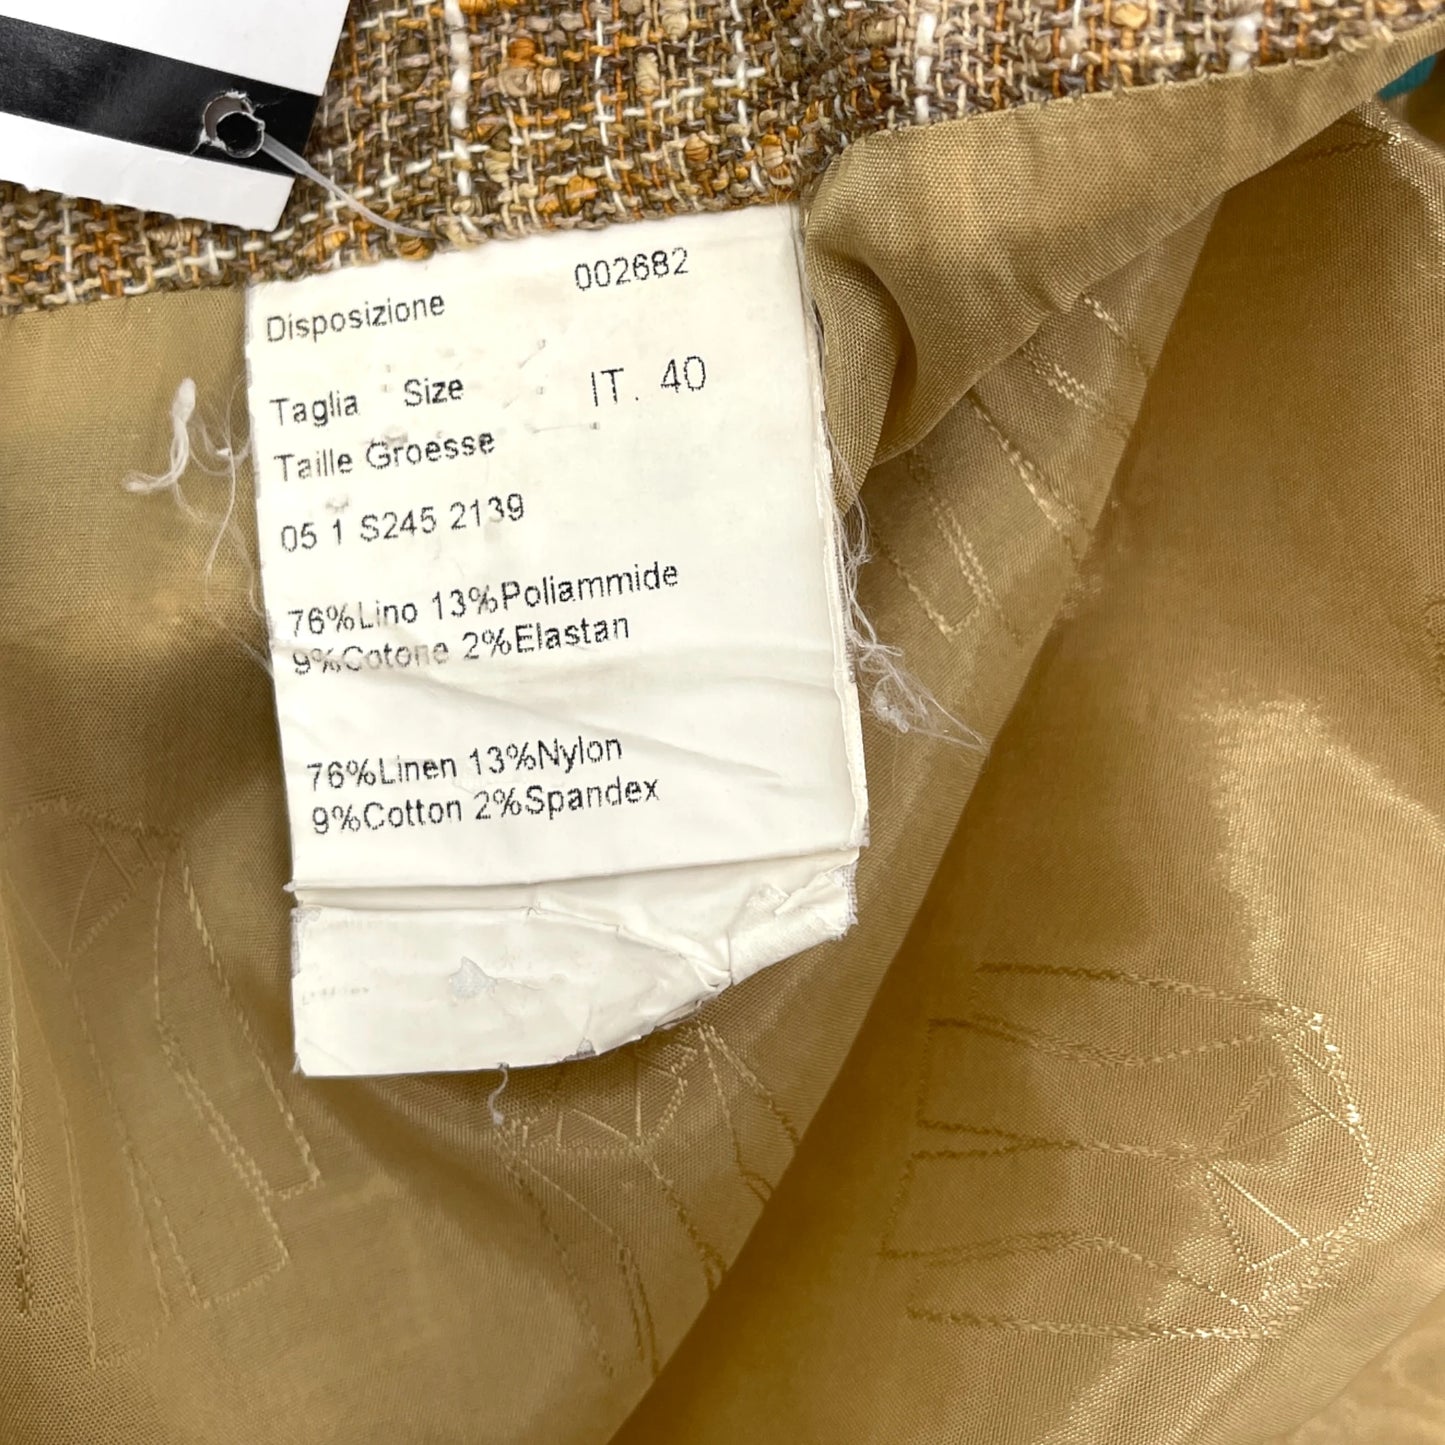 Disposizione 002682
Taglia Size IT. 40
Taille Groesse
05 1 S245 2139
76%Lino 13%Poliammide
9%Cotone 2%Elastan
76%Linen 13%Nylon
9%Cotton 2%Spandex